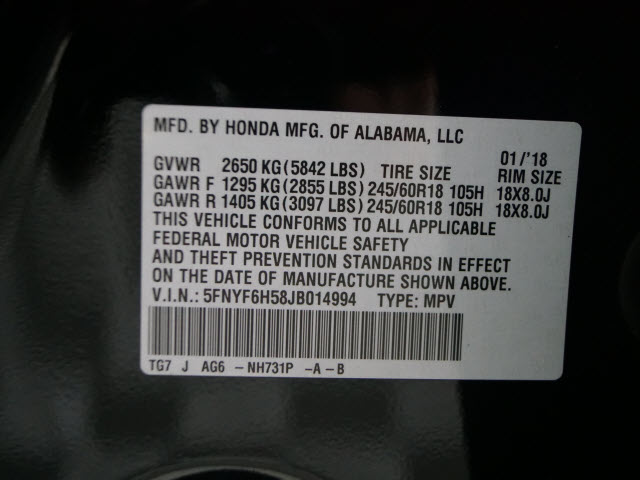 MFD. BY HONDA MFG. OF ALABAMA, LLC
01/'18
GVWR 2650 KG(5842 LBS) TIRE SIZE RIM SIZE
GAWR F 1295 KG(2855 LBS) 245/60R18 105H 18X8.0J
GAWR R 1405 KG(3097 LBS) 245/60R18 105H 18X8.0J
THIS VEHICLE CONFORMS TO ALL APPLICABLE
FEDERAL MOTOR VEHICLE SAFETY
AND THEFT PREVENTION STANDARDS IN EFFECT
ON THE DATE OF MANUFACTURE SHOWN ABOVE.
V.I.N.: 5FNYF6H58JB014994 TYPE: MPV
TG7 J AG6 -NH731P -A-B